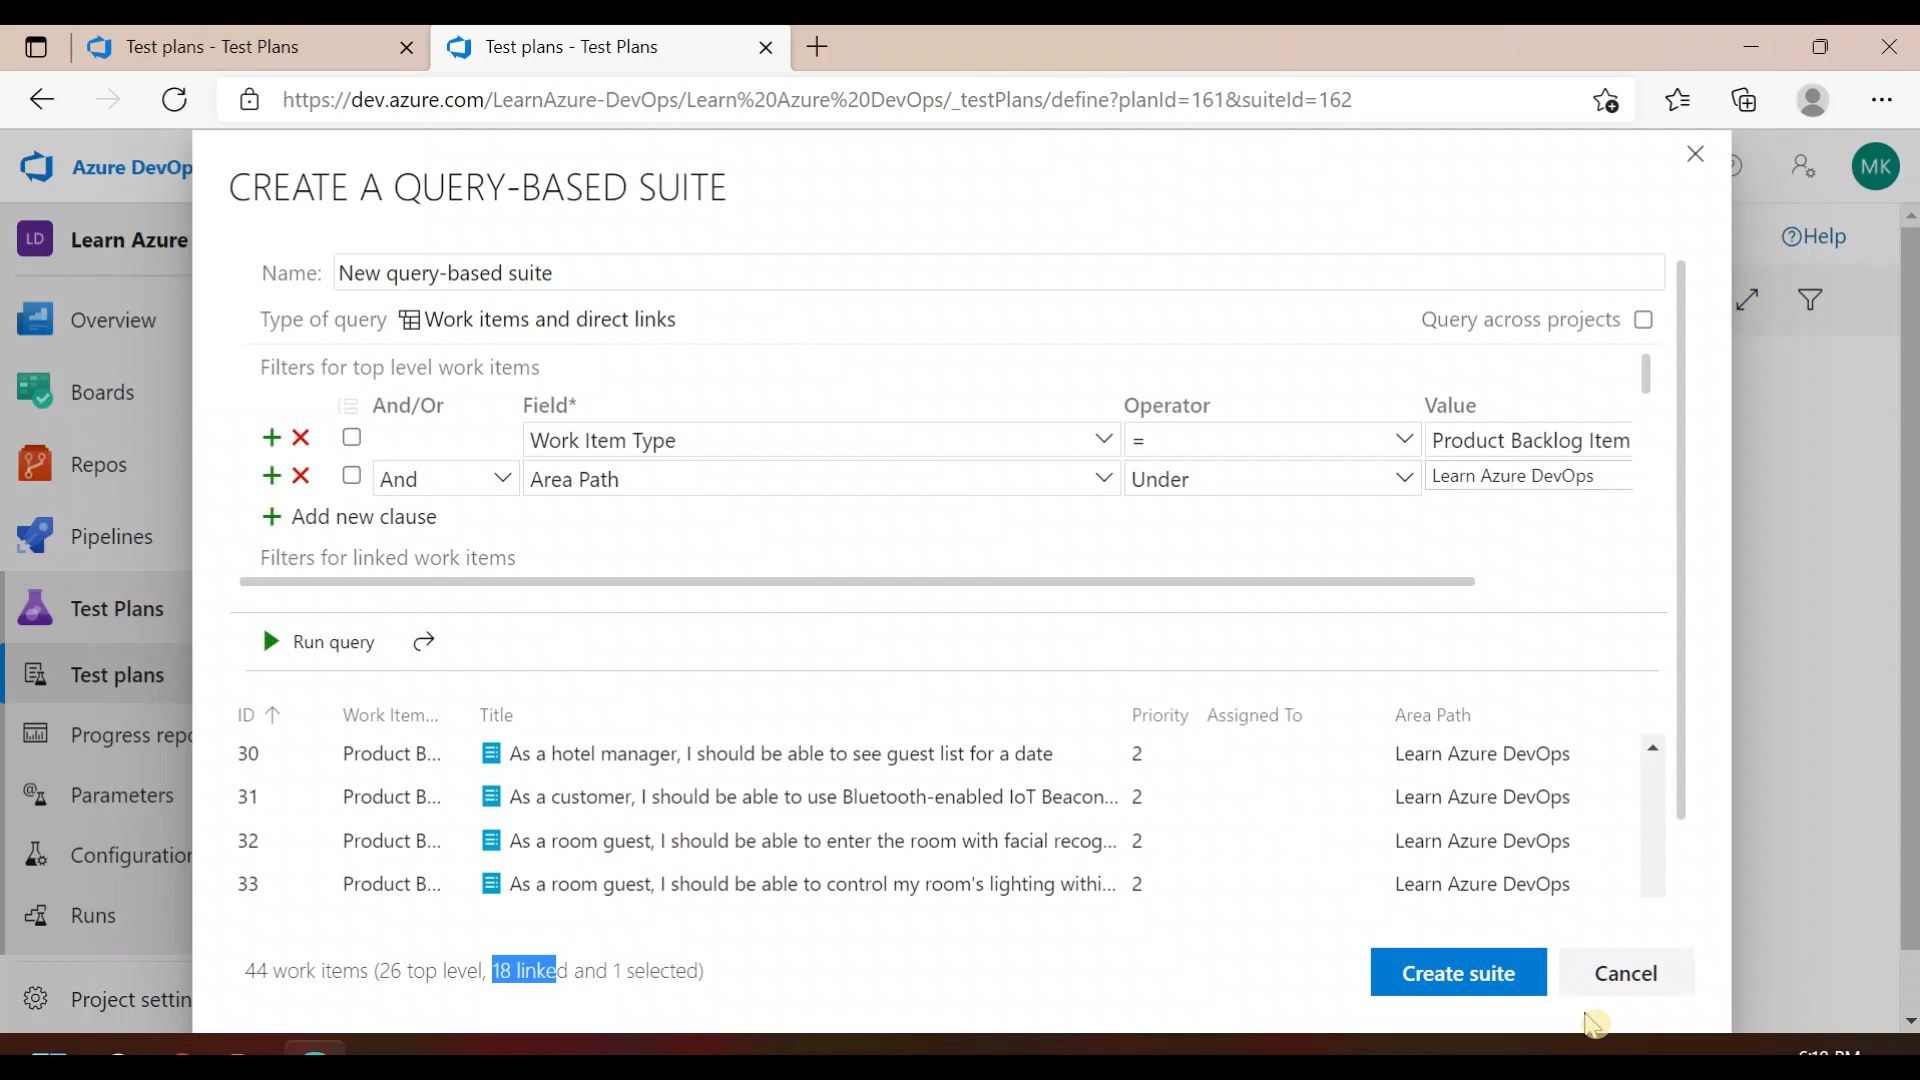 Test plans - Test Plans
Test plans - Test Plans
https://dev.azure.com/LearnAzure-DevOps/Learn%20Azure%20DevOps/_testPlans/define?planId=161&suiteId=162
Azure DevOp
MK
CREATE A QUERY-BASED SUITE
LD Learn Azure
Help
Name: New query-based suite
Type of query Work items and direct links Query across projects
Filters for top level work items
And/Or Field* Operator Value
Work Item Type = Product Backlog Item
And Area Path Under Learn Azure DevOps
Add new clause
Filters for linked work items
Run query
ID Work Item... Title Priority Assigned To Area Path
30 Product B... As a hotel manager, I should be able to see guest list for a date 2 Learn Azure DevOps
31 Product B... As a customer, I should be able to use Bluetooth-enabled IoT Beacon... 2 Learn Azure DevOps
32 Product B... As a room guest, I should be able to enter the room with facial recog... 2 Learn Azure DevOps
33 Product B... As a room guest, I should be able to control my room's lighting withi... 2 Learn Azure DevOps
44 work items (26 top level, 18 linked and 1 selected)
Create suite
Cancel
Overview
Boards
Repos
Pipelines
Test Plans
Test plans
Progress repo
Parameters
Configuration
Runs
Project settin